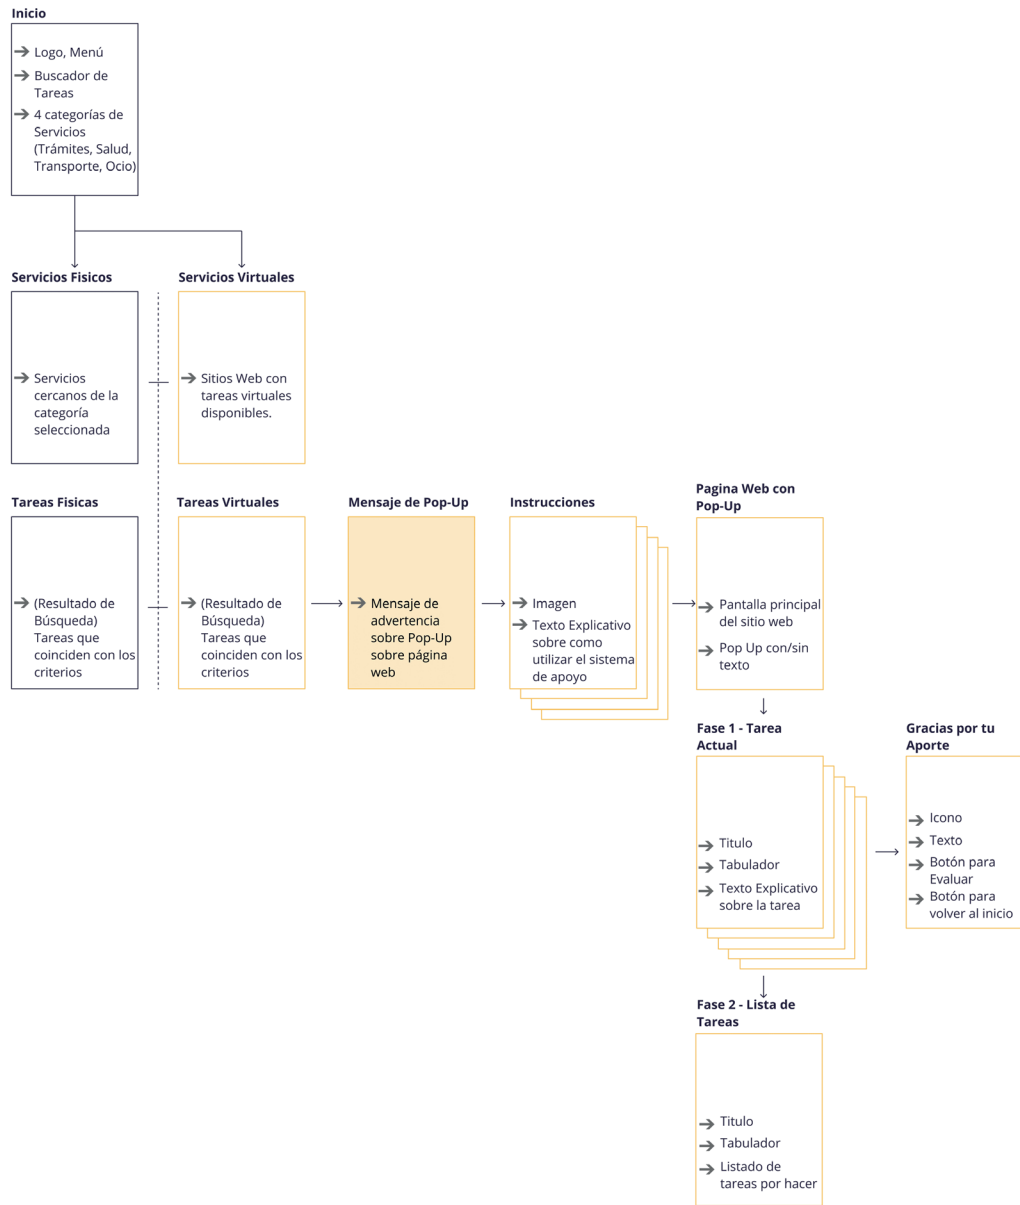 Inicio
Logo, Menú
Buscador de
Tareas
4 categorías de
Servicios
(Trámites, Salud,
Transporte, Ocio)
Servicios Fisicos
Servicios
cercanos de la
categoría
seleccionada
Servicios Virtuales
Sitios Web con
tareas virtuales
disponibles.
Tareas Fisicas
(Resultado de
Búsqueda)
Tareas que
coinciden con los
criterios
Tareas Virtuales
(Resultado de
Búsqueda)
Tareas que
coinciden con los
criterios
Mensaje de Pop-Up
Mensaje de
advertencia
sobre Pop-Up
sobre página
web
Instrucciones
Imagen
Texto Explicativo
sobre como
utilizar el sistema
de apoyo
Pagina Web con
Pop-Up
Pantalla principal
del sitio web
Pop Up con/sin
texto
Fase 1 - Tarea
Actual
Titulo
Tabulador
Texto Explicativo
sobre la tarea
Gracias por tu
Aporte
Icono
Texto
Botón para
Evaluar
Botón para
volver al inicio
Fase 2 - Lista de
Tareas
Titulo
Tabulador
Listado de
tareas por hacer